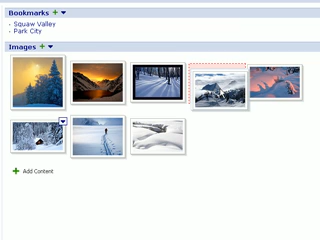 Bookmarks
Squaw Valley
Park City
Images
Add Content